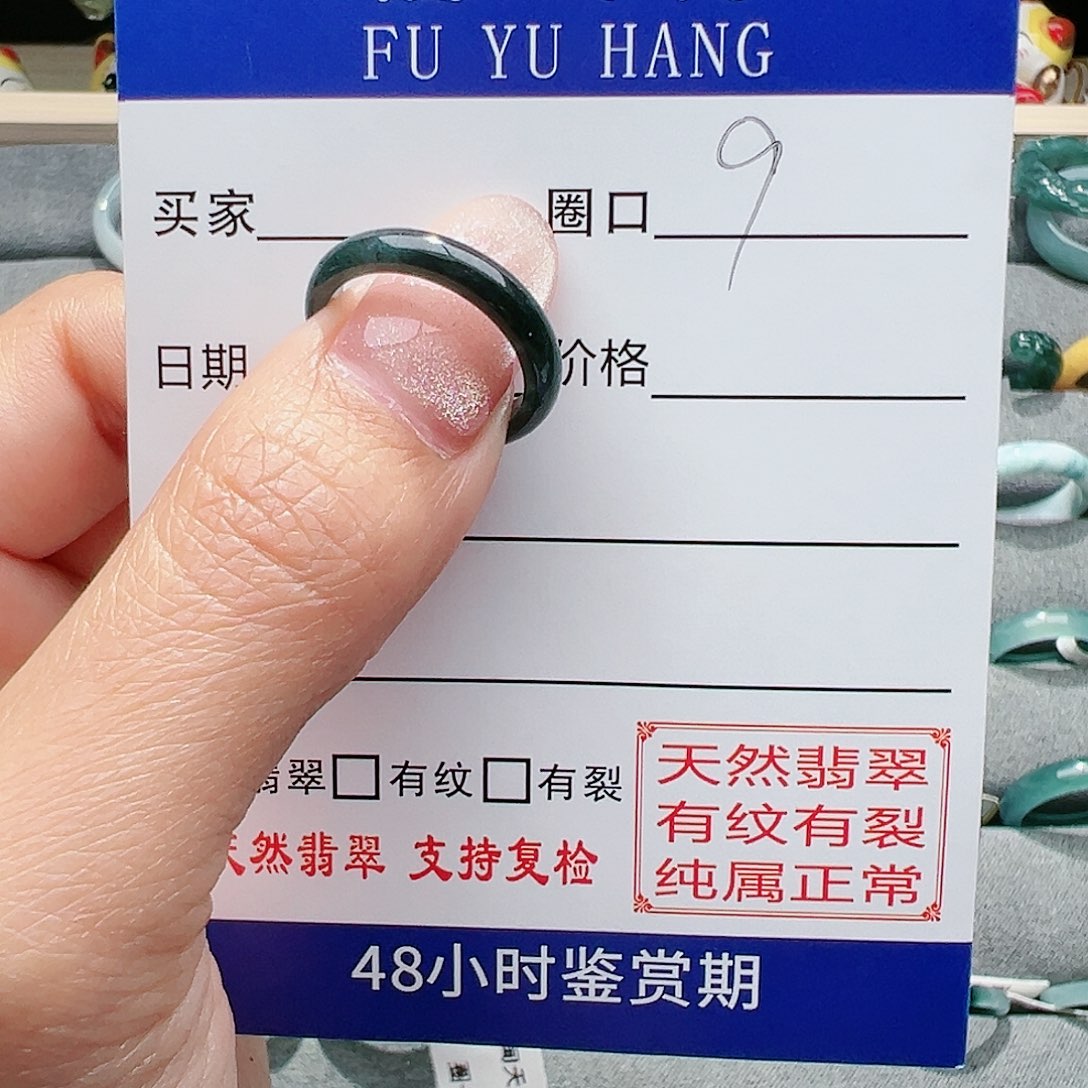 FU YU HANG
买家 圈口 9
日期 价格
翡翠 有纹 有裂
天然翡翠 支持复检
天然翡翠
有纹有裂
纯属正常
48小时鉴赏期